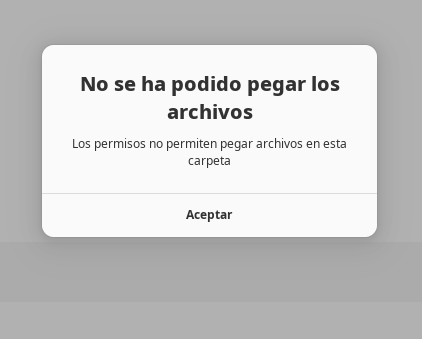 No se ha podido pegar los
archivos
Los permisos no permiten pegar archivos en esta
carpeta
Aceptar